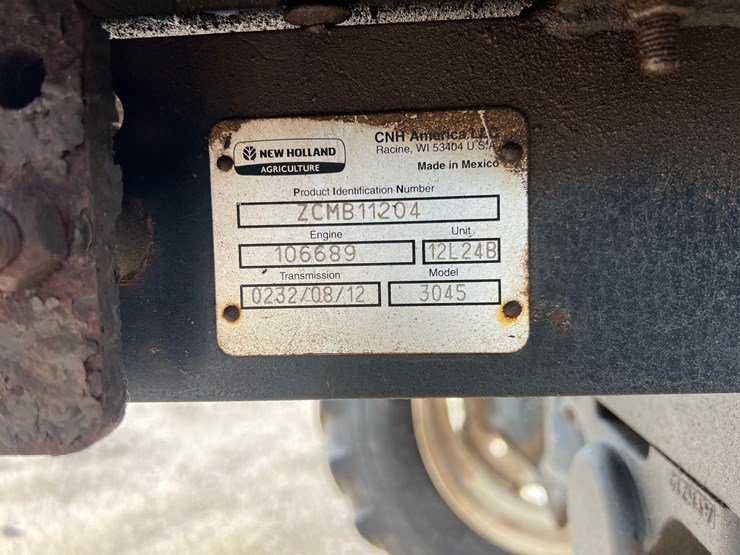 NEW HOLLAND
AGRICULTURE
CNH America LLC
Racine, WI 53404 U.S.A
Made in Mexico
Product Identification Number
ZCMB11204
Engine
106689
Unit
12L24B
Transmission
0232/08/12
Model
3045